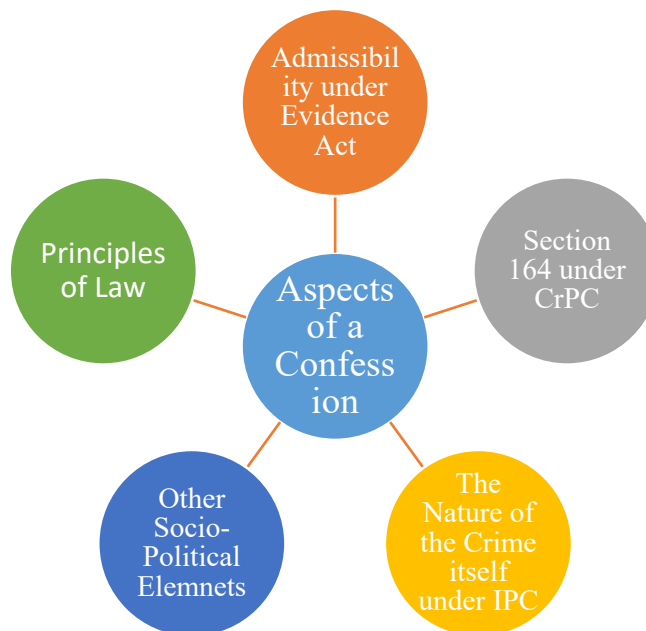 Admissibil
ity under
Evidence
Act
Principles
of Law
Section
164 under
CrPC
Aspects
of a
Confess
ion
Other
Socio-
Political
Elemnets
The
Nature of
the Crime
itself
under IPC